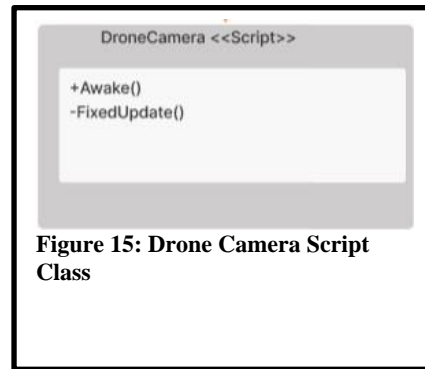 DroneCamera <<Script>>
+Awake()
-FixedUpdate()
Figure 15: Drone Camera Script
Class